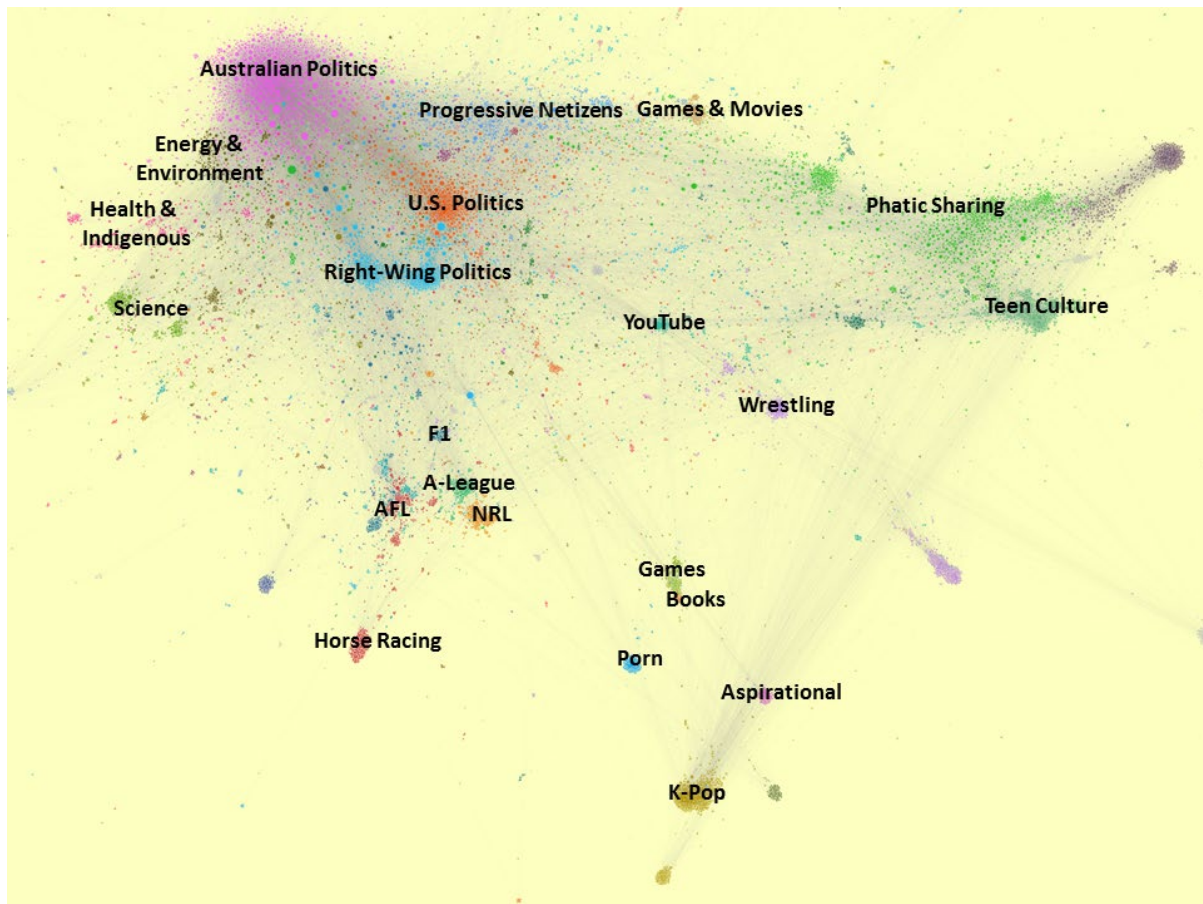 Australian Politics
Progressive Netizens
Games & Movies
Energy &
Environment
Health &
Indigenous
U.S. Politics
Phatic Sharing
Right-Wing Politics
Science
YouTube
Teen Culture
Wrestling
F1
A-League
AFL
NRL
Games
Books
Horse Racing
Porn
Aspirational
K-Pop